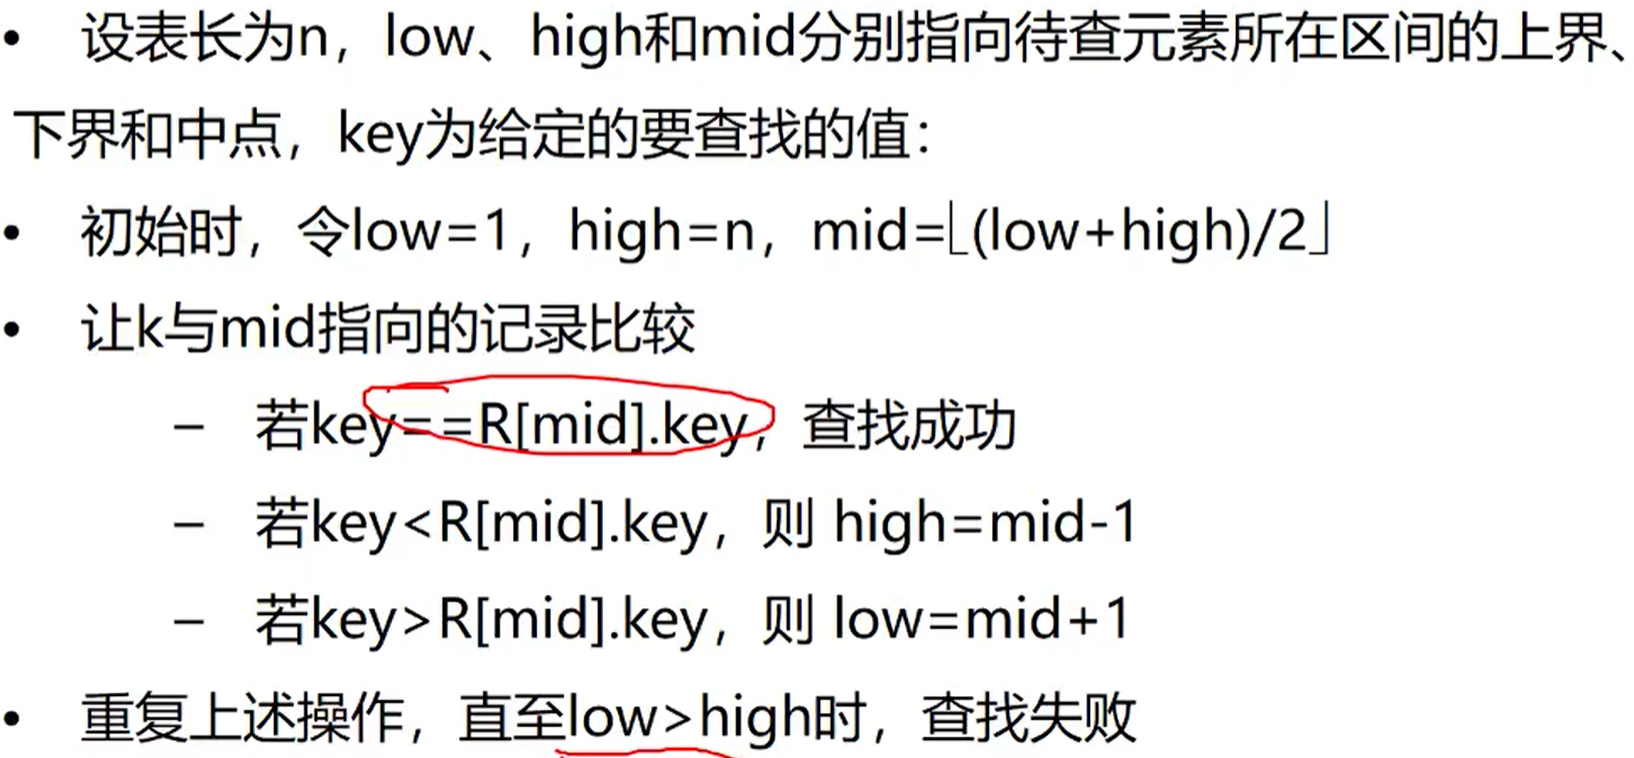 • 设表长为n，low、high和mid分别指向待查元素所在区间的上界、
下界和中点，key为给定的要查找的值：
• 初始时，令low=1，high=n，mid=⌊(low+high)/2⌋
• 让k与mid指向的记录比较
– 若key==R[mid].key，查找成功
– 若key<R[mid].key，则 high=mid-1
– 若key>R[mid].key，则 low=mid+1
• 重复上述操作，直至low>high时，查找失败